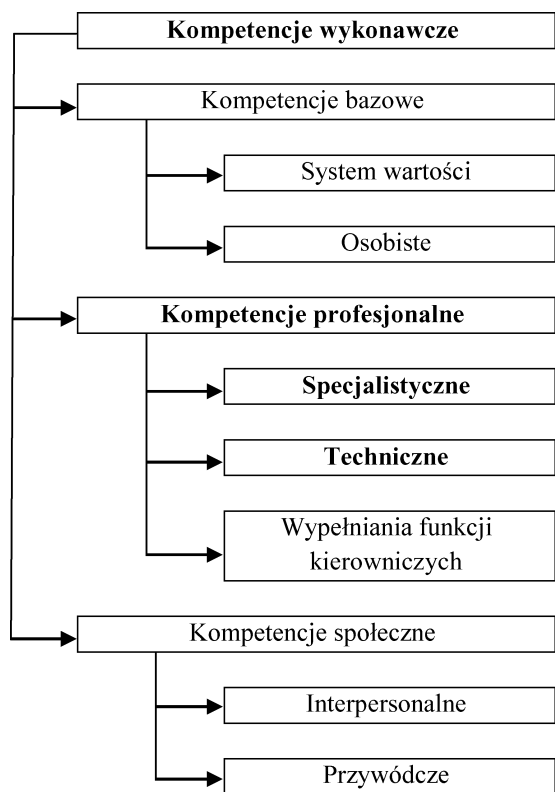 Kompetencje wykonawcze
Kompetencje bazowe
System wartości
Osobiste
Kompetencje profesjonalne
Specjalistyczne
Techniczne
Wypełniania funkcji
kierowniczych
Kompetencje społeczne
Interpersonalne
Przywódcze